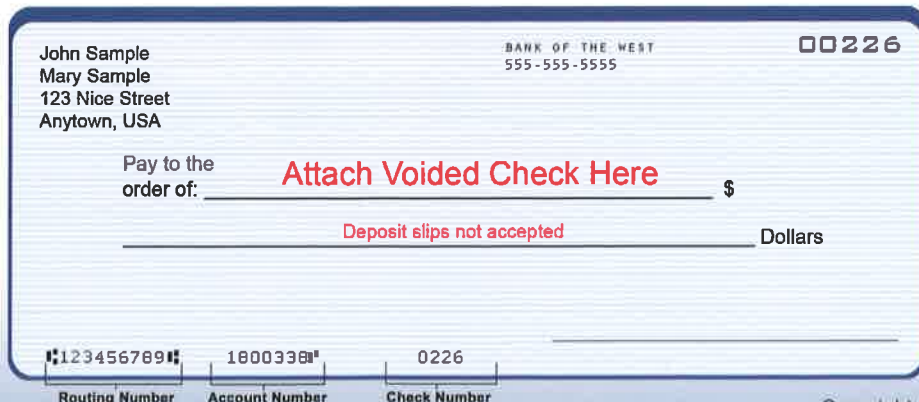 John Sample
Mary Sample
123 Nice Street
Anytown, USA
BANK OF THE WEST
555-555-5555
00226
Pay to the
order of: Attach Voided Check Here $
Deposit slips not accepted Dollars
⑆123456789⑆ 1800338⑈ 0226
Routing Number Account Number Check Number